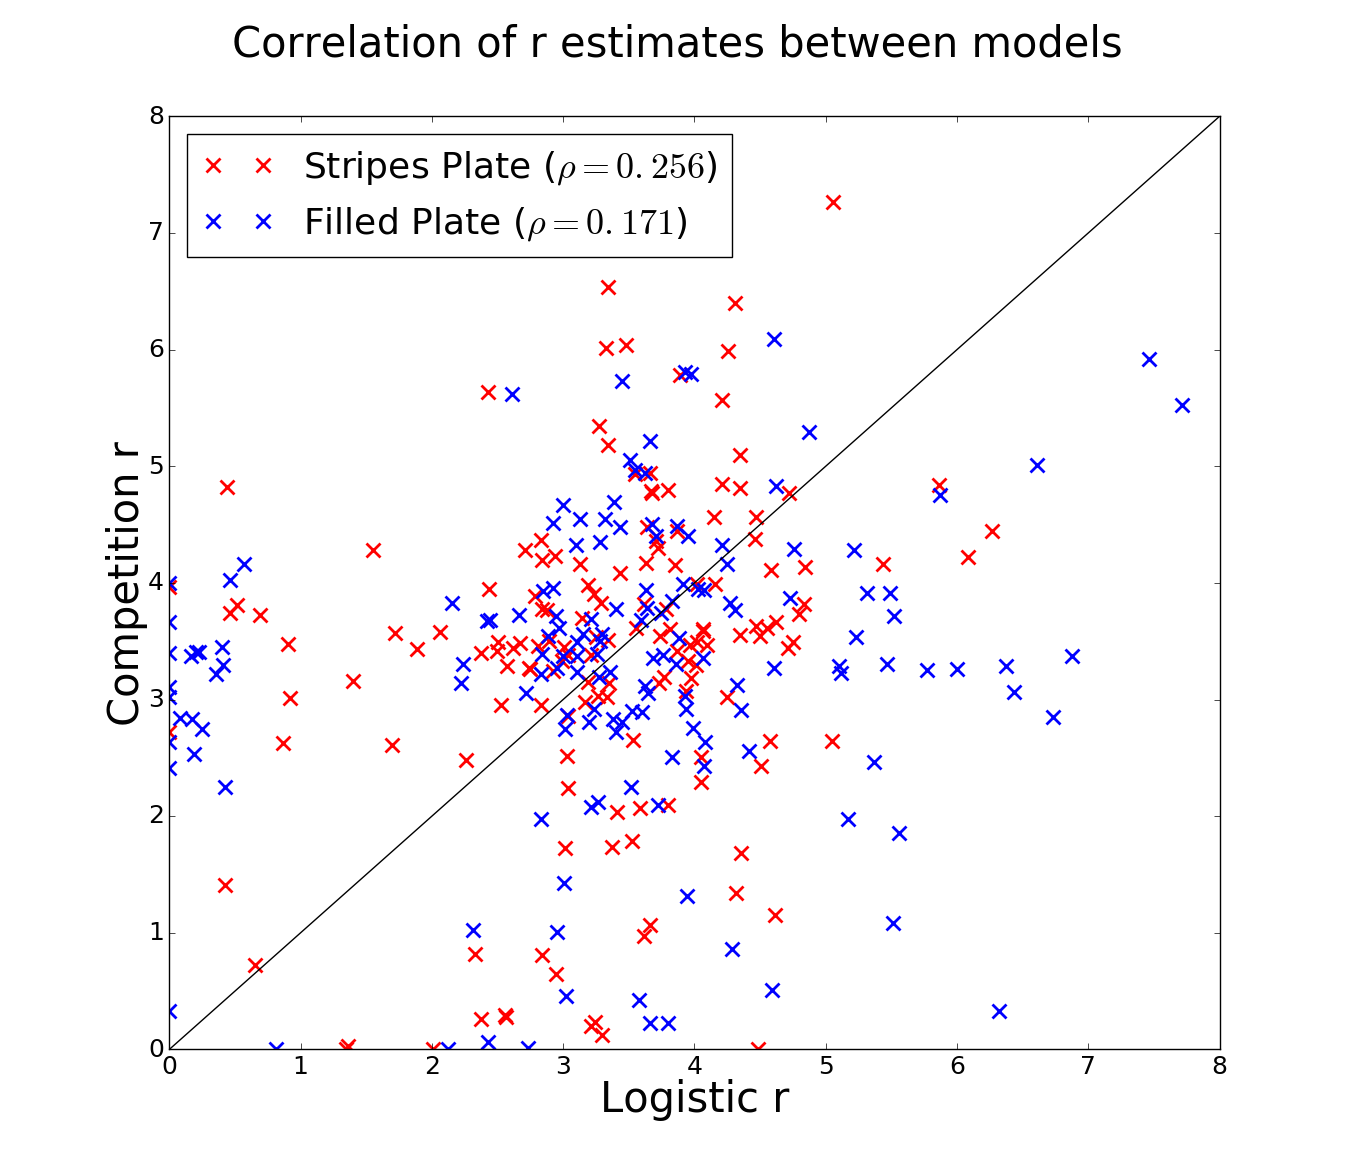 Correlation of r estimates between models
Stripes Plate (ρ = 0.256)
Filled Plate (ρ = 0.171)
8
7
6
5
4
3
2
1
0
Competition r
0 1 2 3 4 5 6 7 8
Logistic r